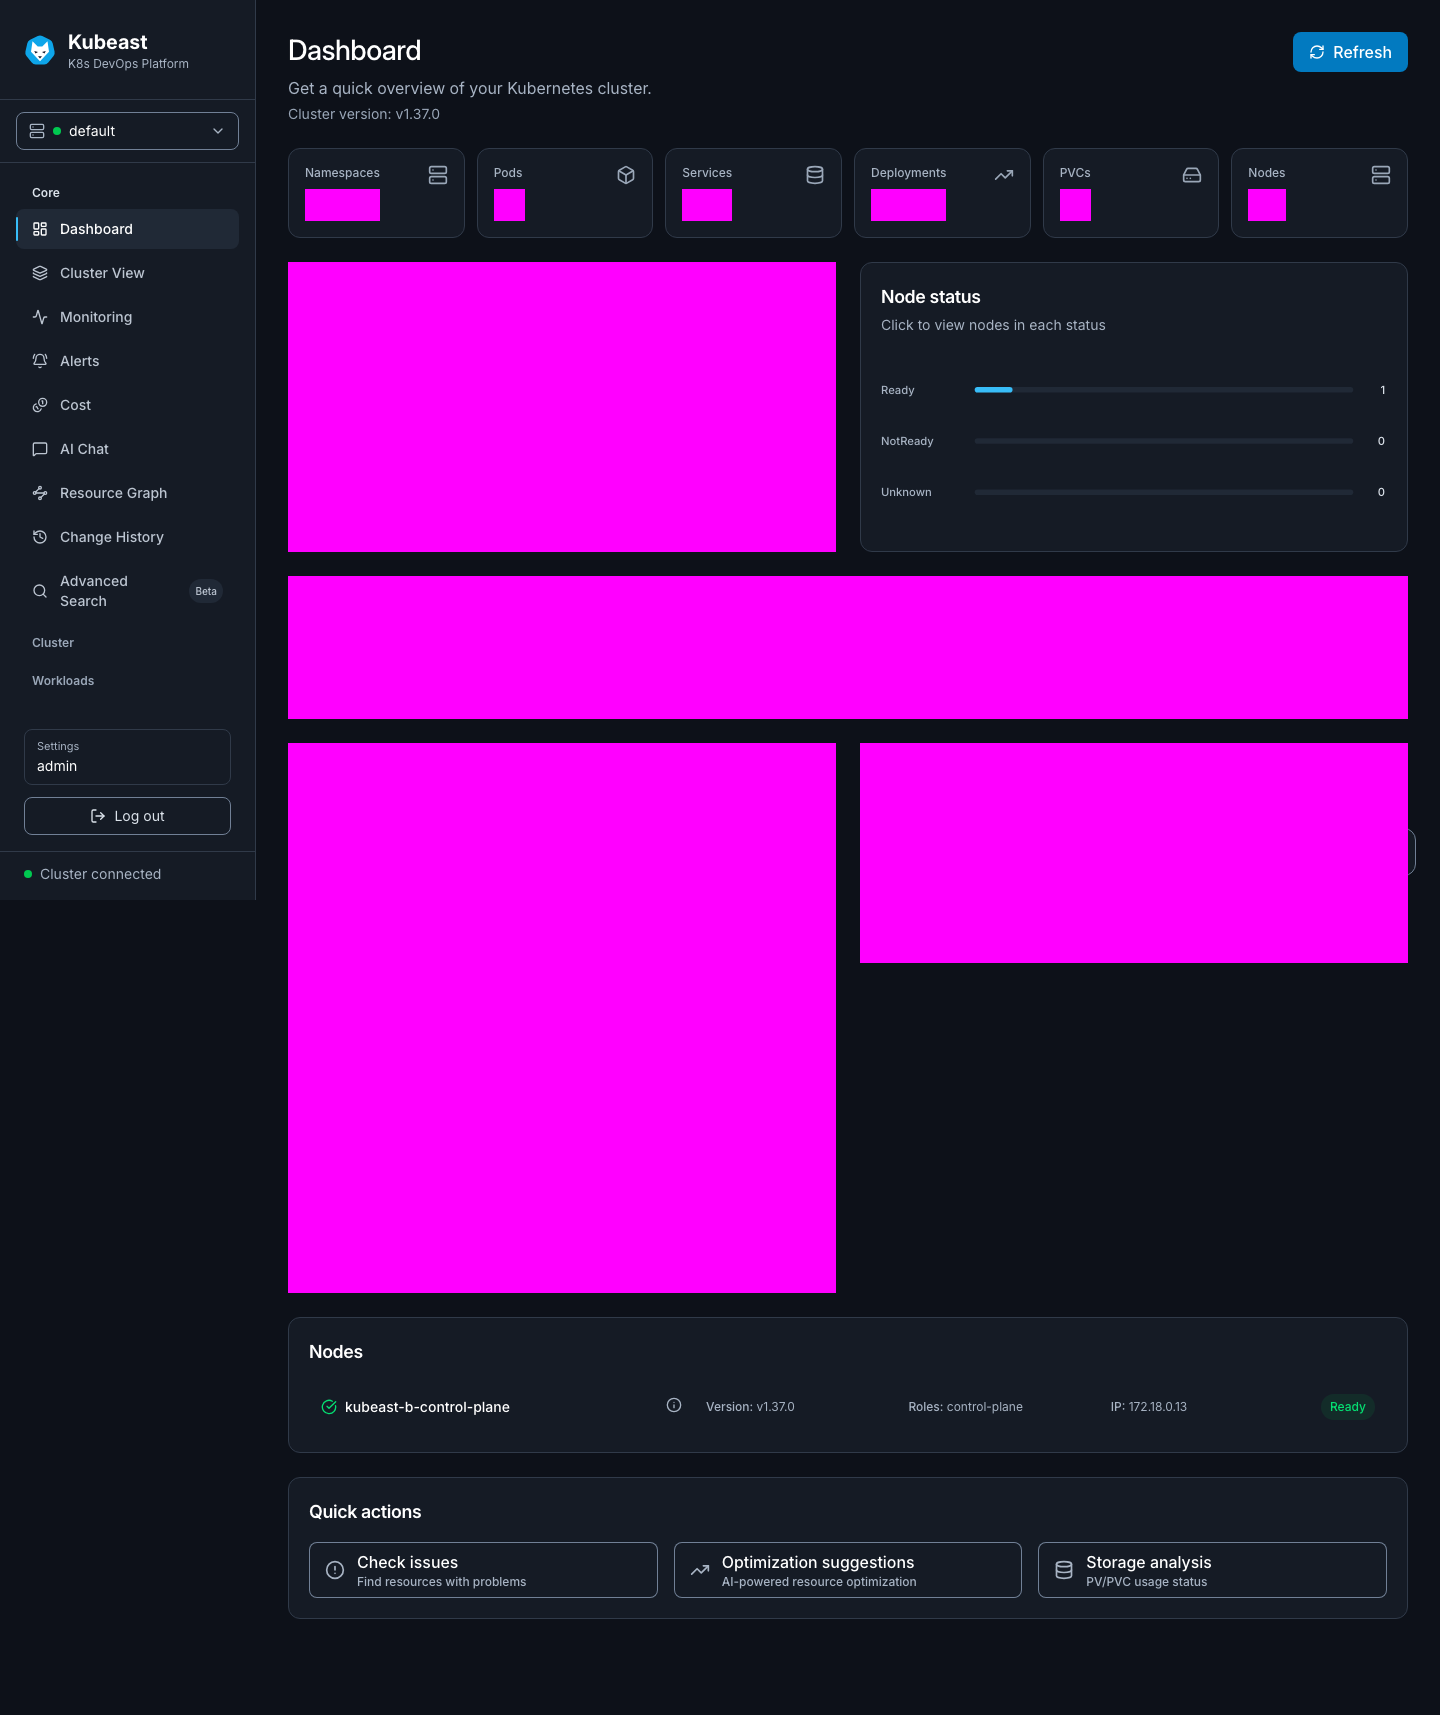 Kubeast
K8s DevOps Platform
default
Core
Dashboard
Cluster View
Monitoring
Alerts
Cost
AI Chat
Resource Graph
Change History
Advanced
Search
Beta
Cluster
Workloads
Settings
admin
Log out
Cluster connected
Dashboard
Get a quick overview of your Kubernetes cluster.
Cluster version: v1.37.0
Refresh
Namespaces
Pods
Services
Deployments
PVCs
Nodes
Node status
Click to view nodes in each status
Ready 1
NotReady 0
Unknown 0
Nodes
kubeast-b-control-plane Version: v1.37.0 Roles: control-plane IP: 172.18.0.13 Ready
Quick actions
Check issues
Find resources with problems
Optimization suggestions
AI-powered resource optimization
Storage analysis
PV/PVC usage status